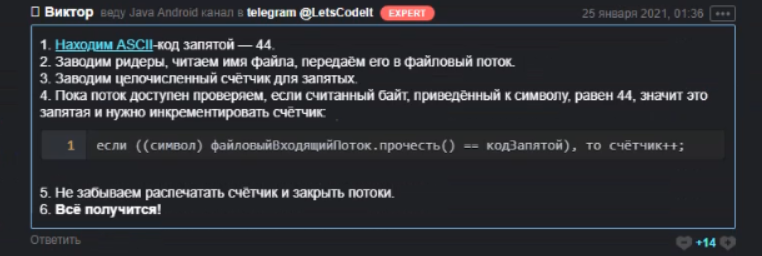 Виктор веду Java Android канал в telegram @LetsCodeIt EXPERT 25 января 2021, 01:36
1. Находим ASCII-код запятой — 44.
2. Заводим ридеры, читаем имя файла, передаём его в файловый поток.
3. Заводим целочисленный счётчик для запятых.
4. Пока поток доступен проверяем, если считанный байт, приведённый к символу, равен 44, значит это
запятая и нужно инкрементировать счётчик:
1 если ((символ) файловыйВходящийПоток.прочесть() == кодЗапятой), то счётчик++;
5. Не забываем распечатать счётчик и закрыть потоки.
6. Всё получится!
Ответить +14